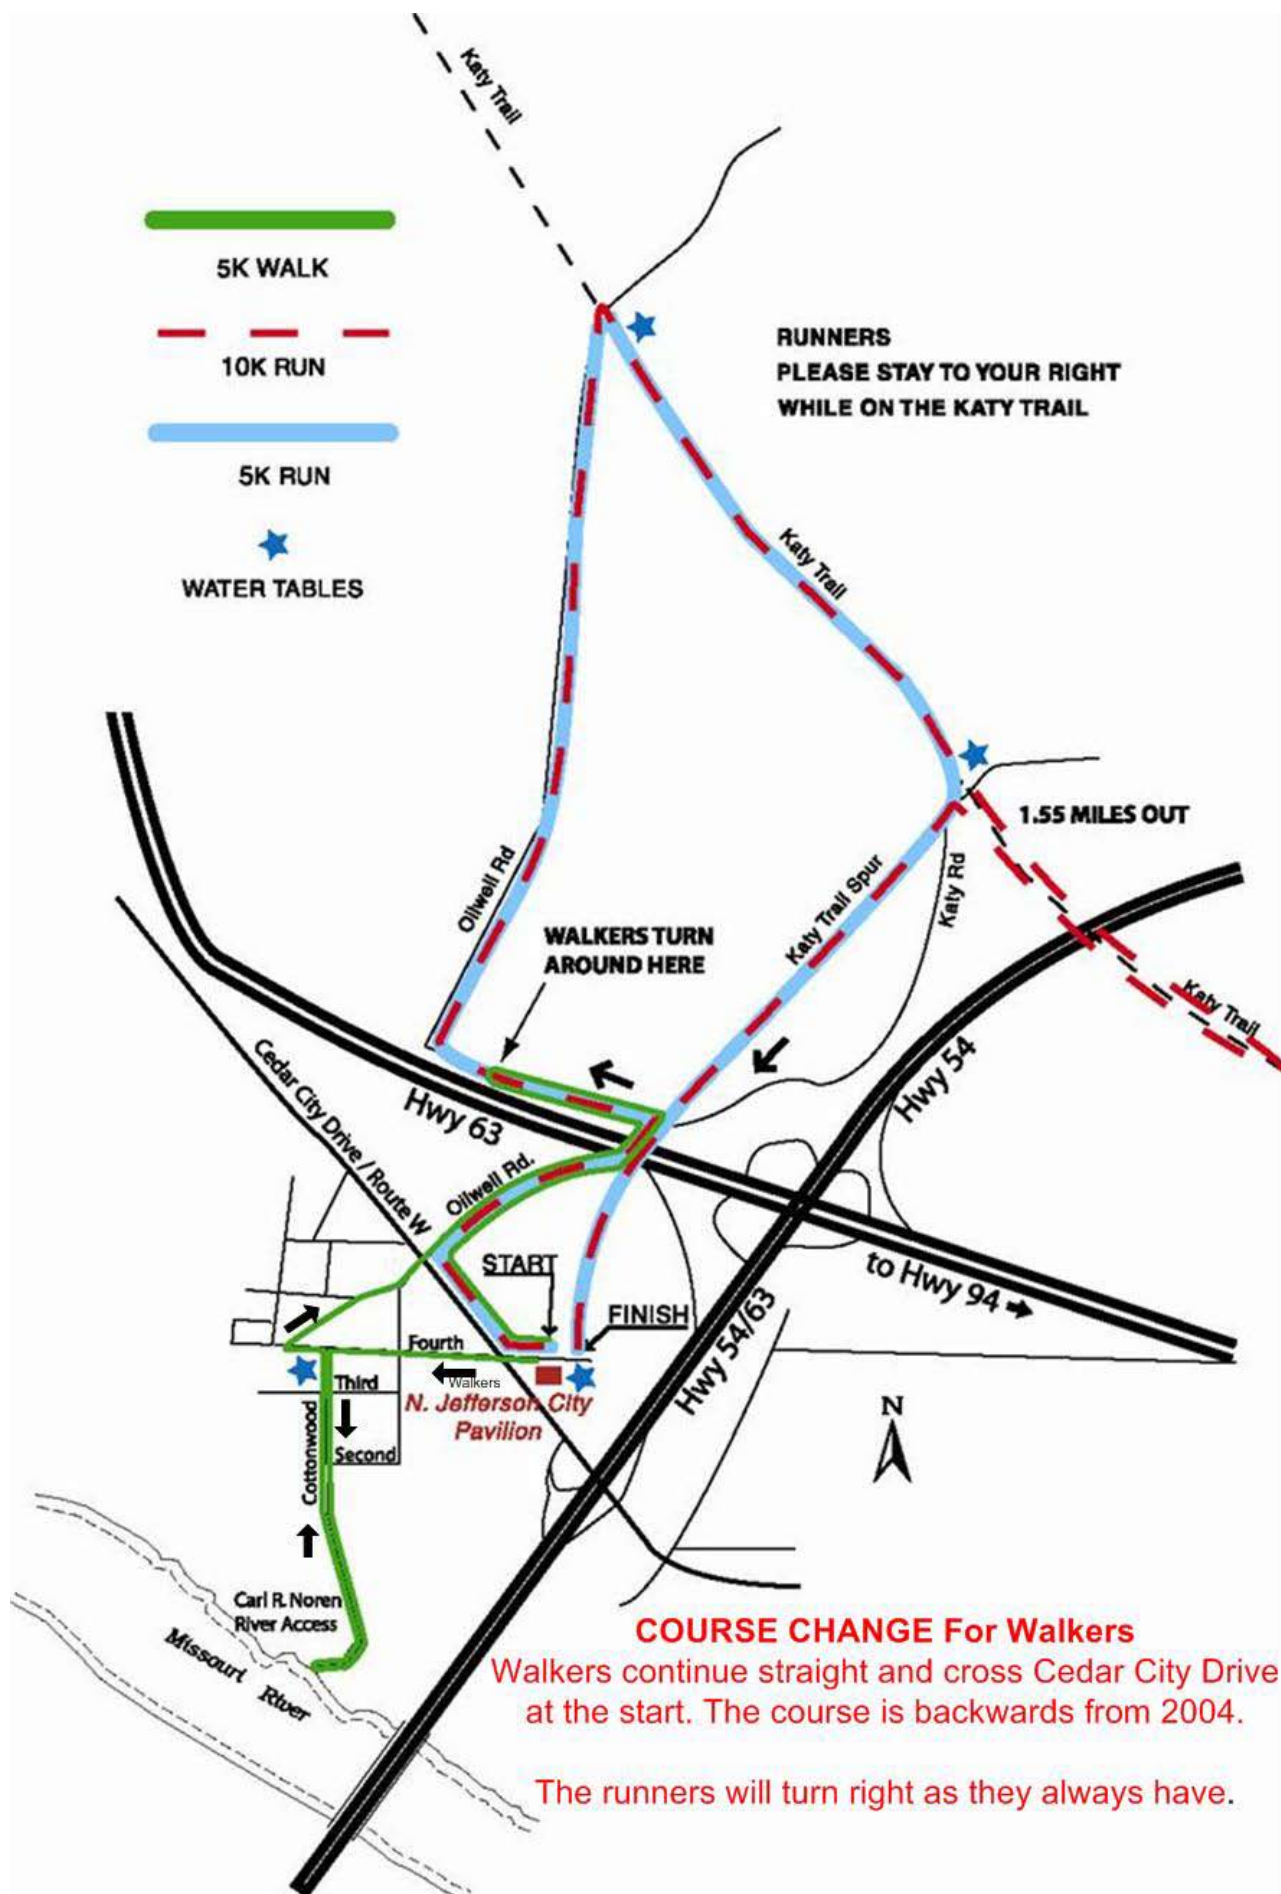 Katy Trail
5K WALK
10K RUN
5K RUN
WATER TABLES
RUNNERS
PLEASE STAY TO YOUR RIGHT
WHILE ON THE KATY TRAIL
Katy Trail
1.55 MILES OUT
Oilwell Rd
Katy Trail Spur
Katy Rd
WALKERS TURN
AROUND HERE
Katy Trail
Cedar City Drive / Route W
Hwy 63
Hwy 54
Oilwell Rd.
START
to Hwy 94
FINISH
Hwy 54/63
Fourth
Walkers
Third
N. Jefferson City
Pavilion
Cottonwood
Second
N
Carl R. Noren
River Access
Missouri River
COURSE CHANGE For Walkers
Walkers continue straight and cross Cedar City Drive
at the start. The course is backwards from 2004.
The runners will turn right as they always have.